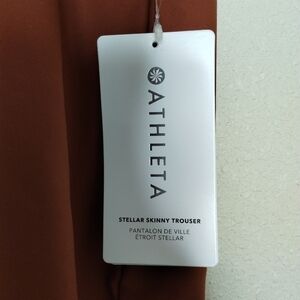 ATHLETA
STELLAR SKINNY TROUSER
PANTALON DE VILLE
ÉTROIT STELLAR